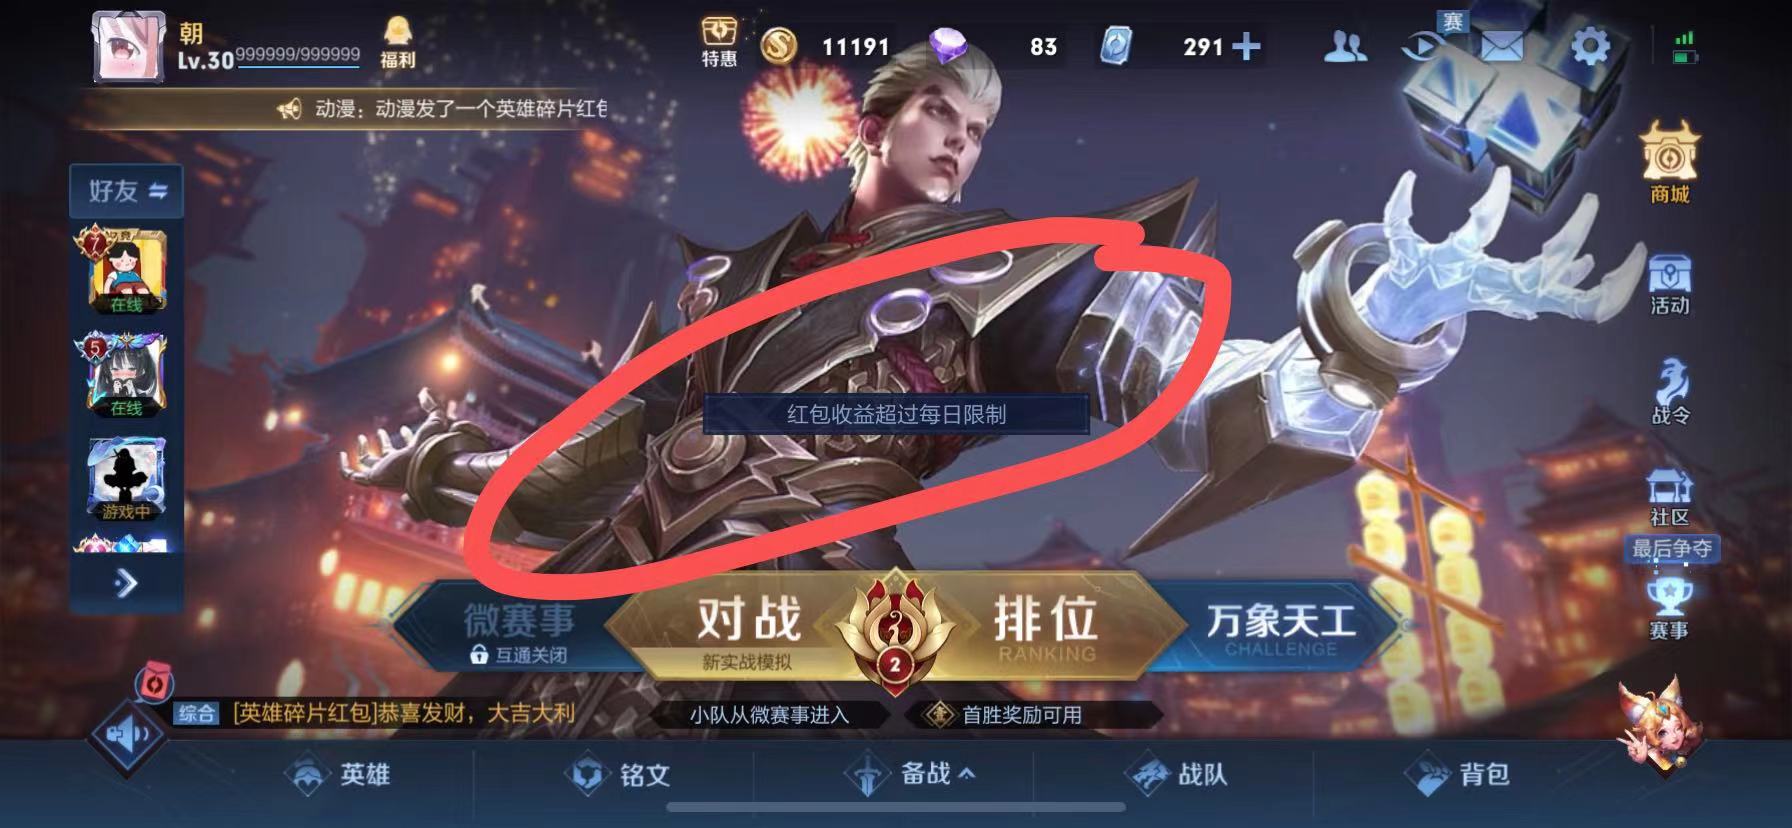 朝
Lv.30
999999/999999
福利
特惠
11191
83
291
赛
动漫：动漫发了一个英雄碎片红包
好友
7
在线
5
在线
游戏中
商城
活动
战令
社区
最后争夺
赛事
红包收益超过每日限制
微赛事
互通关闭
对战
新实战模拟
2
排位
RANKING
万象天工
CHALLENGE
综合
[英雄碎片红包]恭喜发财，大吉大利
小队从微赛事进入
首胜奖励可用
英雄
铭文
备战
战队
背包